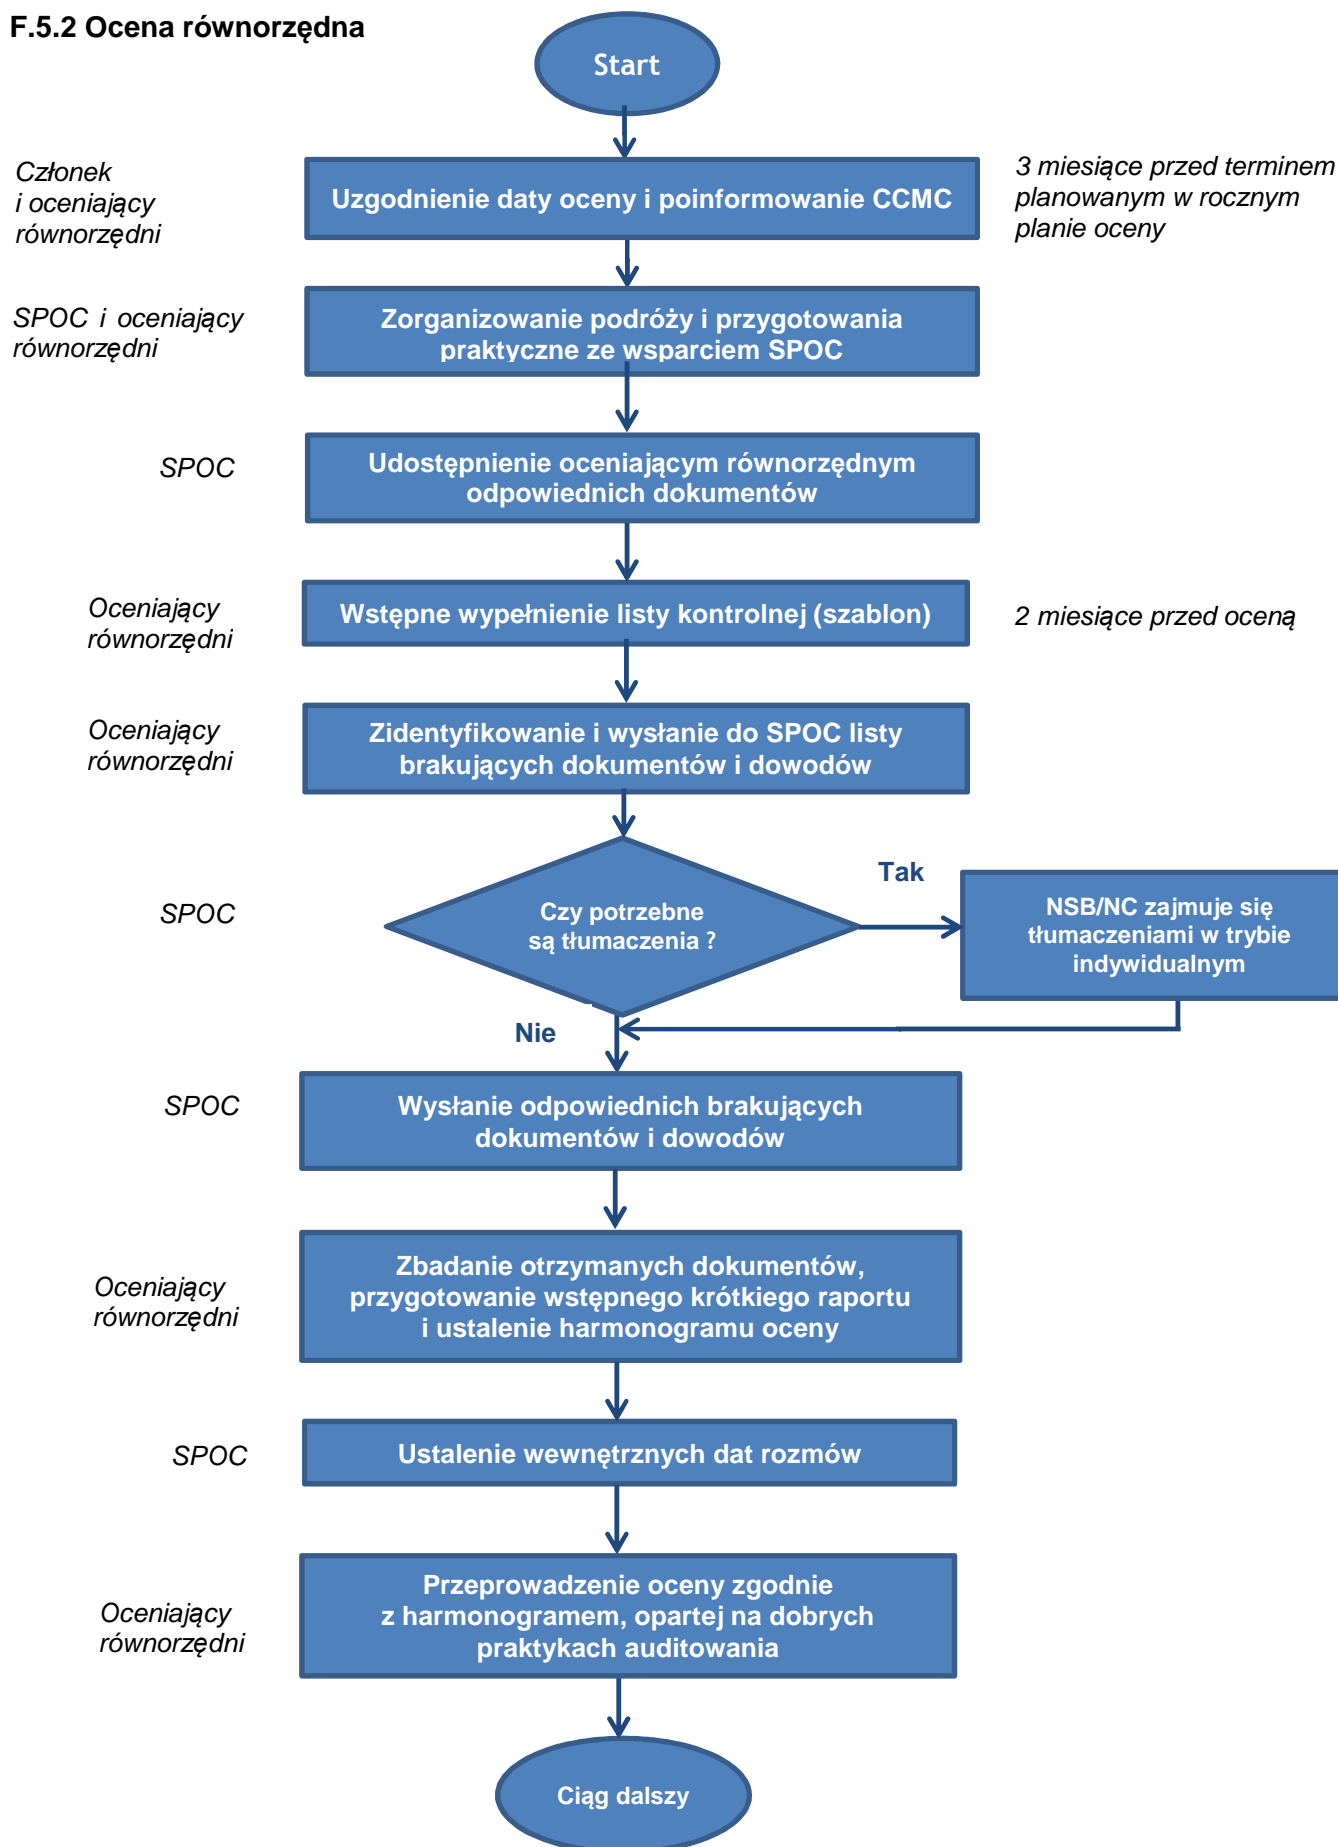 F.5.2 Ocena równorzędna
Start
Członek
i oceniający
równorzędni
Uzgodnienie daty oceny i poinformowanie CCMC
3 miesiące przed terminem
planowanym w rocznym
planie oceny
SPOC i oceniający
równorzędni
Zorganizowanie podróży i przygotowania
praktyczne ze wsparciem SPOC
SPOC
Udostępnienie oceniającym równorzędnym
odpowiednich dokumentów
Oceniający
równorzędni
Wstępne wypełnienie listy kontrolnej (szablon)
2 miesiące przed oceną
Oceniający
równorzędni
Zidentyfikowanie i wysłanie do SPOC listy
brakujących dokumentów i dowodów
SPOC
Czy potrzebne
są tłumaczenia ?
Tak
NSB/NC zajmuje się
tłumaczeniami w trybie
indywidualnym
Nie
SPOC
Wysłanie odpowiednich brakujących
dokumentów i dowodów
Oceniający
równorzędni
Zbadanie otrzymanych dokumentów,
przygotowanie wstępnego krótkiego raportu
i ustalenie harmonogramu oceny
SPOC
Ustalenie wewnętrznych dat rozmów
Oceniający
równorzędni
Przeprowadzenie oceny zgodnie
z harmonogramem, opartej na dobrych
praktykach auditowania
Ciąg dalszy